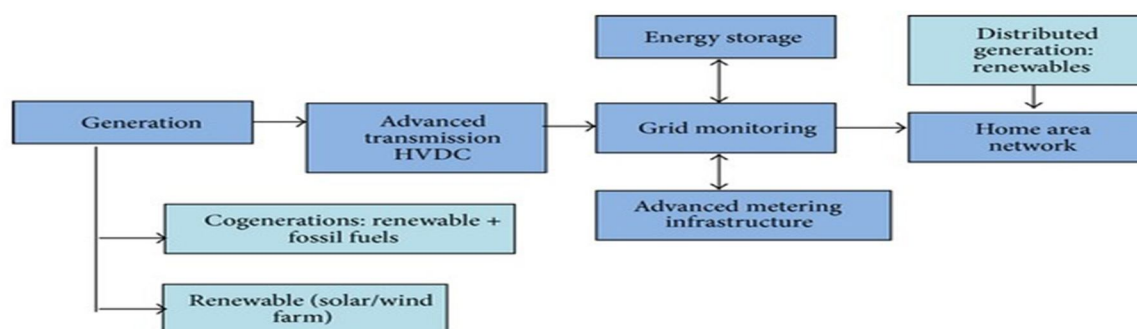 Energy storage
Distributed
generation:
renewables
Generation
Advanced
transmission
HVDC
Grid monitoring
Home area
network
Advanced metering
infrastructure
Cogenerations: renewable +
fossil fuels
Renewable (solar/wind
farm)